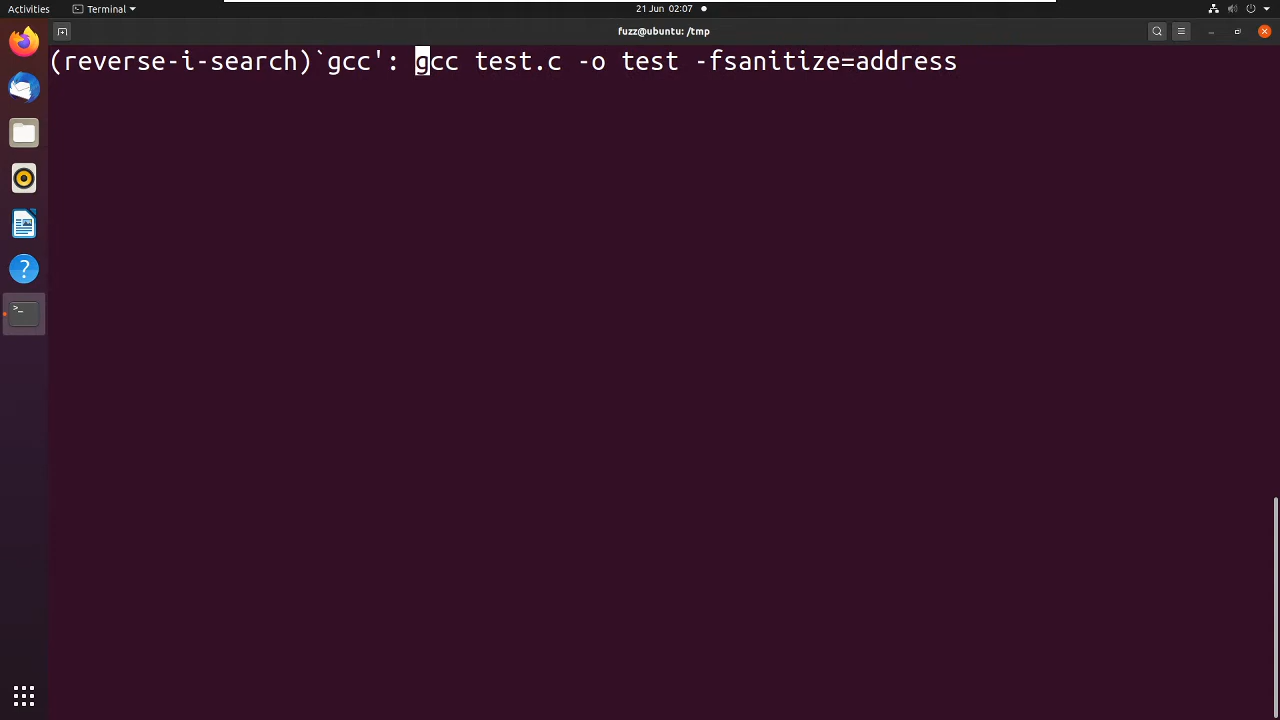 Activities
Terminal
21 Jun 02:07
fuzz@ubuntu: /tmp
(reverse-i-search)`gcc': gcc test.c -o test -fsanitize=address